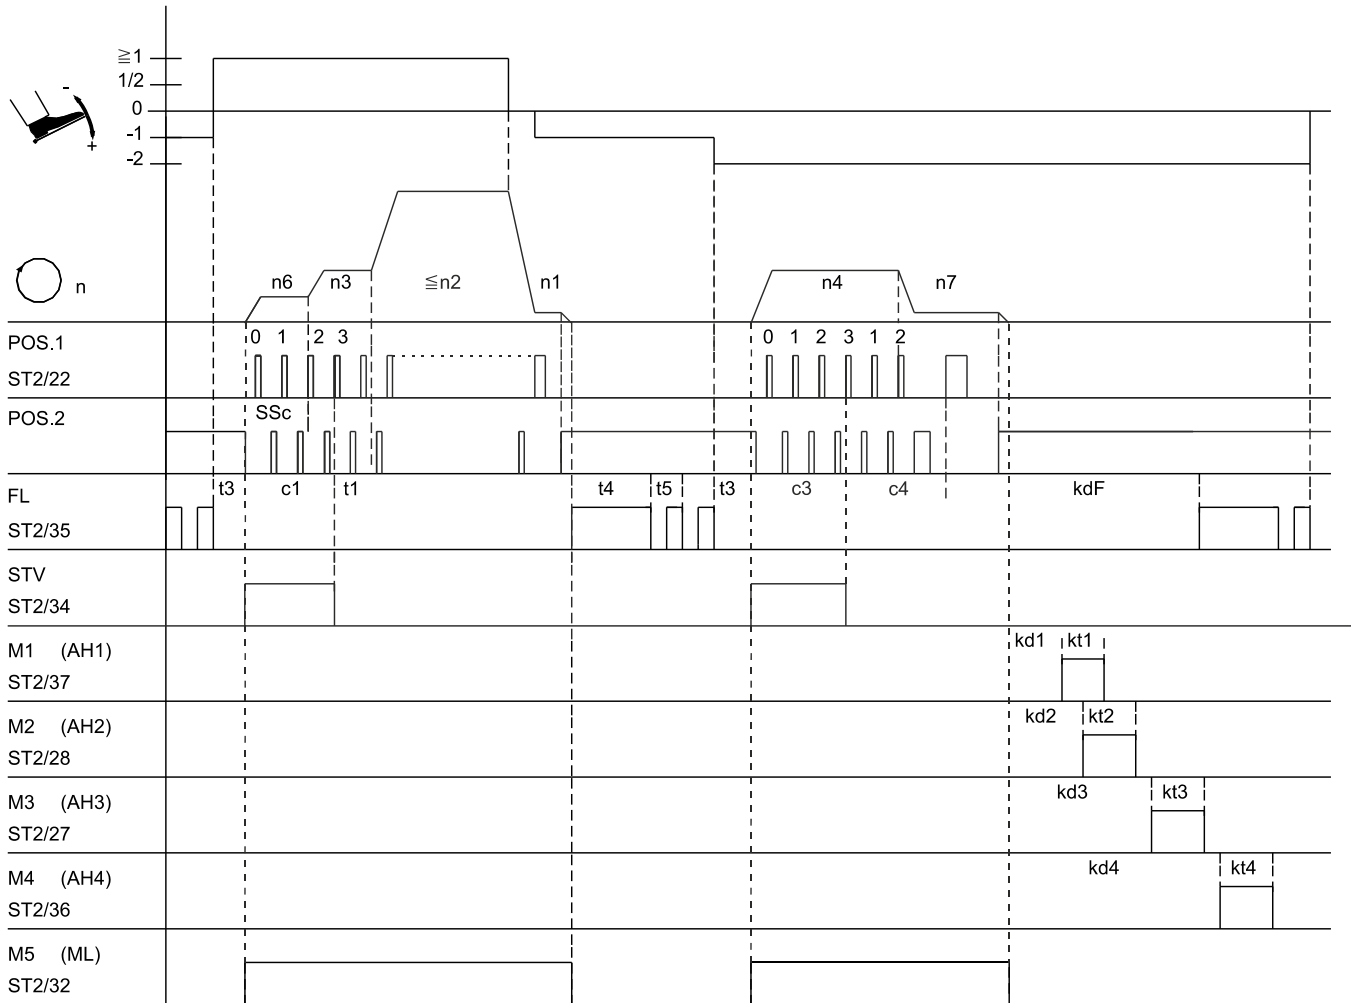 ≧1
1/2
0
-1
-2
-
+
n
n6 n3 ≦n2 n1 n4 n7
POS.1 0 1 2 3 0 1 2 3 1 2
ST2/22
POS.2 SSc
FL t3 c1 t1 t4 t5 t3 c3 c4 kdF
ST2/35
STV
ST2/34
M1 (AH1) kd1 kt1
ST2/37
M2 (AH2) kd2 kt2
ST2/28
M3 (AH3) kd3 kt3
ST2/27
M4 (AH4) kd4 kt4
ST2/36
M5 (ML)
ST2/32